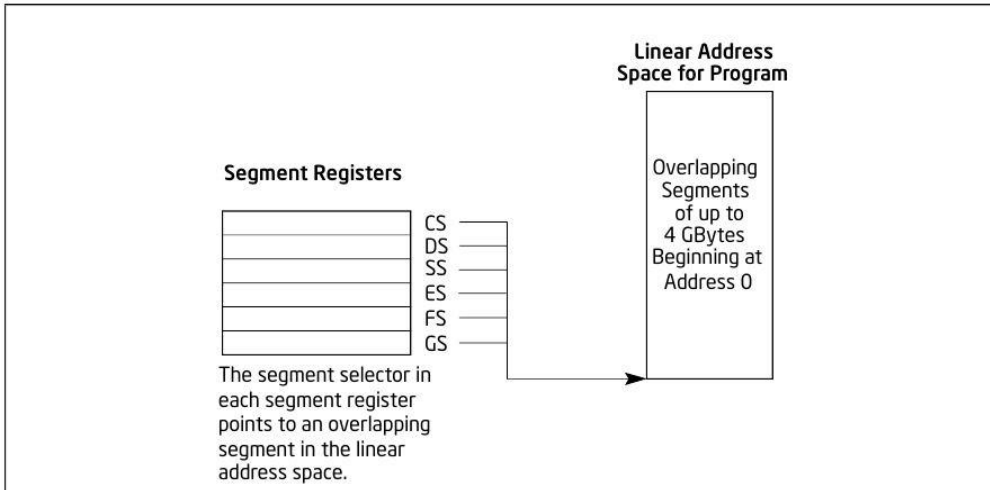 Linear Address
Space for Program
Overlapping
Segments
of up to
4 GBytes
Beginning at
Address 0
Segment Registers
CS
DS
SS
ES
FS
GS
The segment selector in
each segment register
points to an overlapping
segment in the linear
address space.